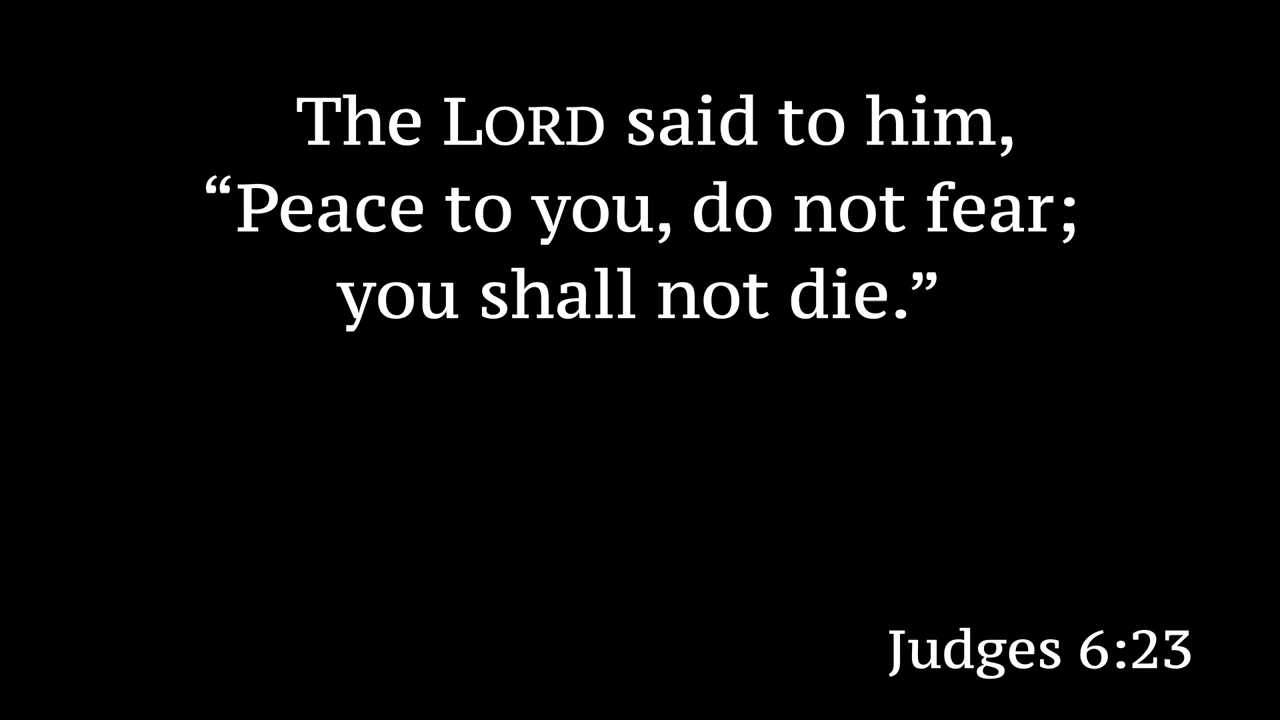 The LORD said to him,
“Peace to you, do not fear;
you shall not die.”
Judges 6:23